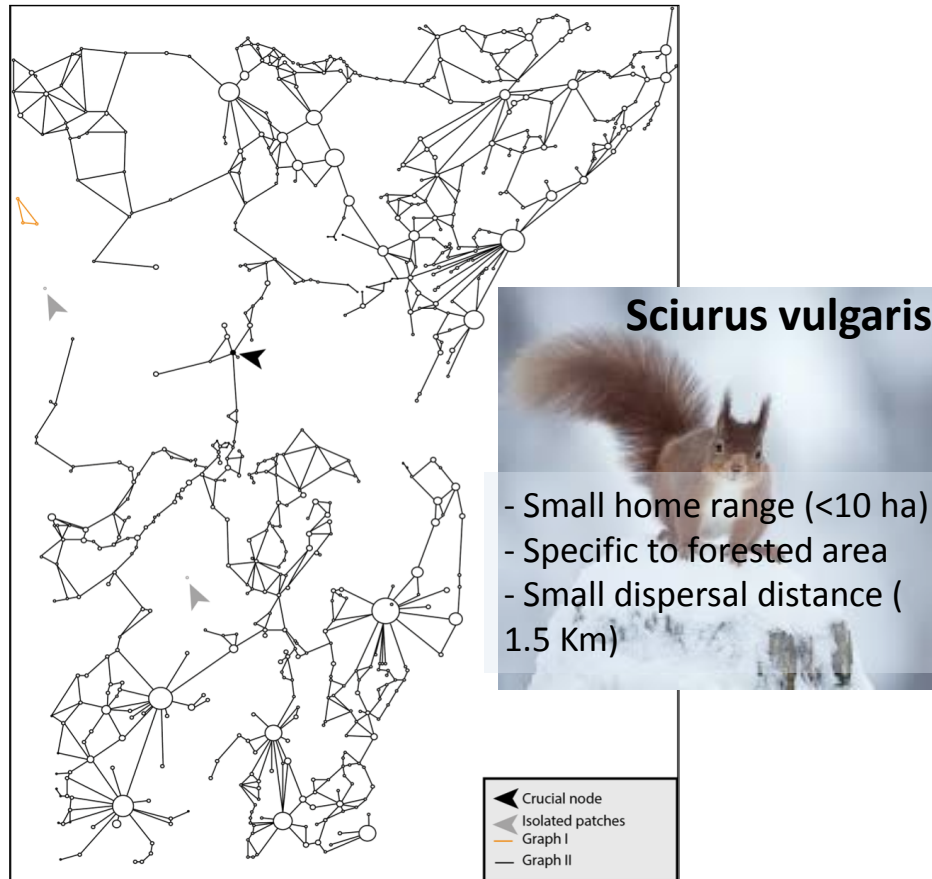 Sciurus vulgaris
- Small home range (<10 ha)
- Specific to forested area
- Small dispersal distance (
1.5 Km)
Crucial node
Isolated patches
Graph I
Graph II